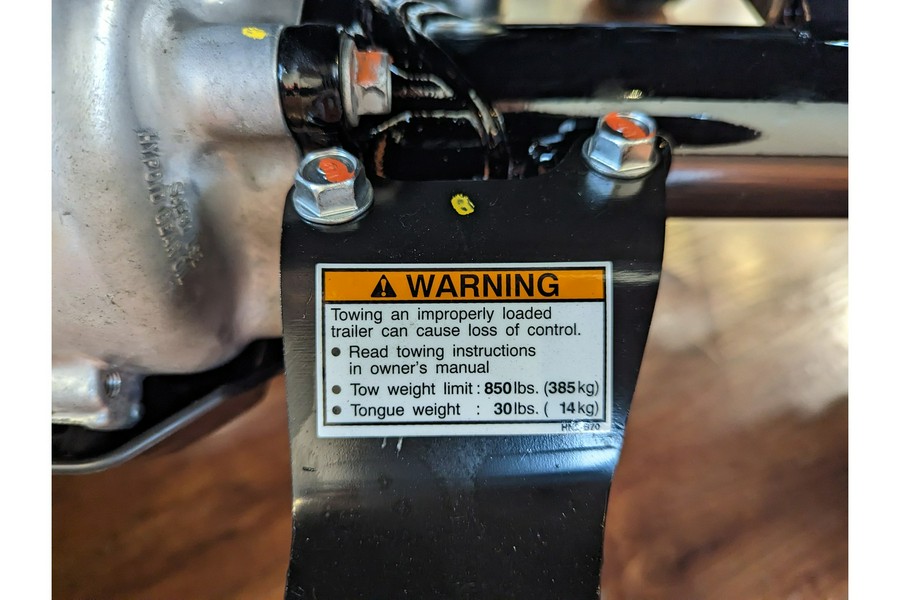 WARNING
Towing an improperly loaded
trailer can cause loss of control.
● Read towing instructions
in owner's manual
● Tow weight limit : 850 lbs. (385 kg)
● Tongue weight : 30 lbs. ( 14 kg)